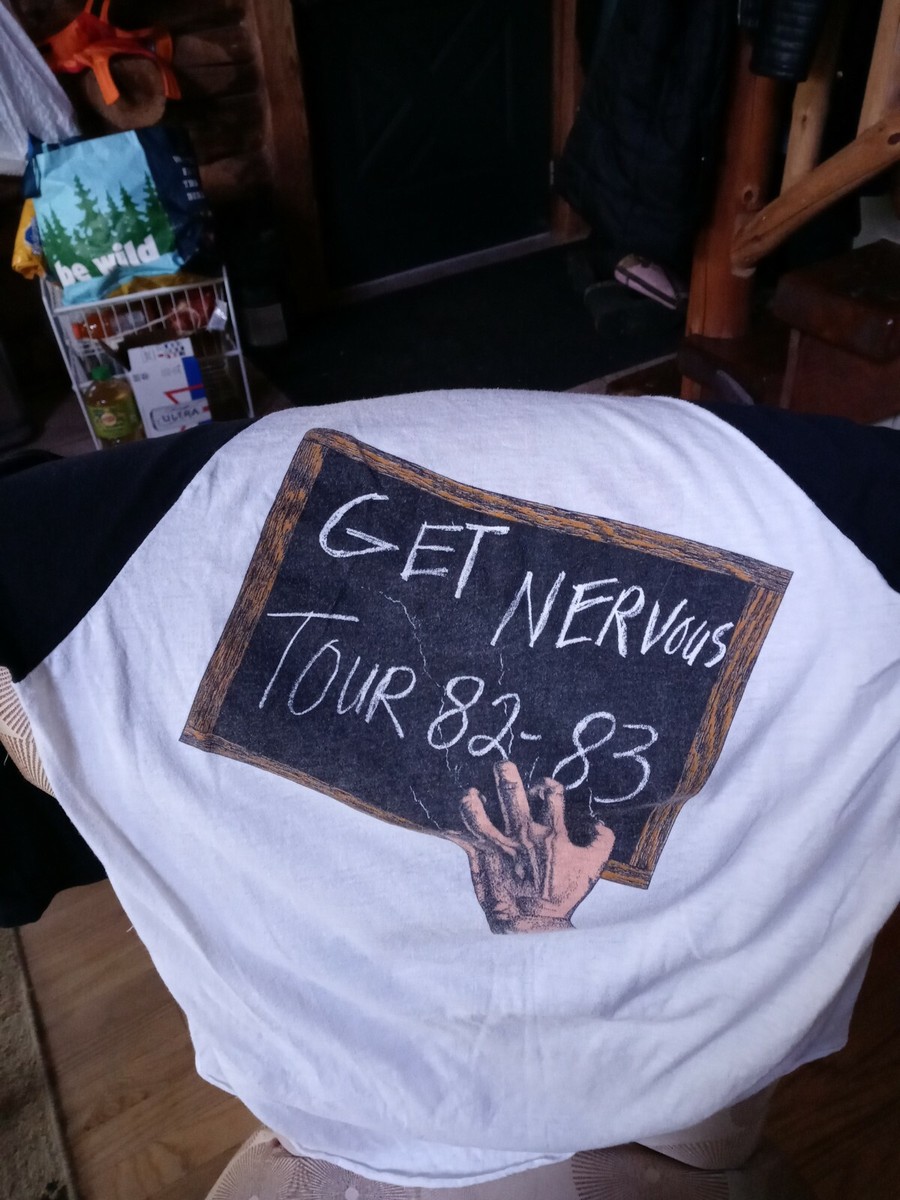 be wild
ULTRA
GET NERVOUS
TOUR 82-83